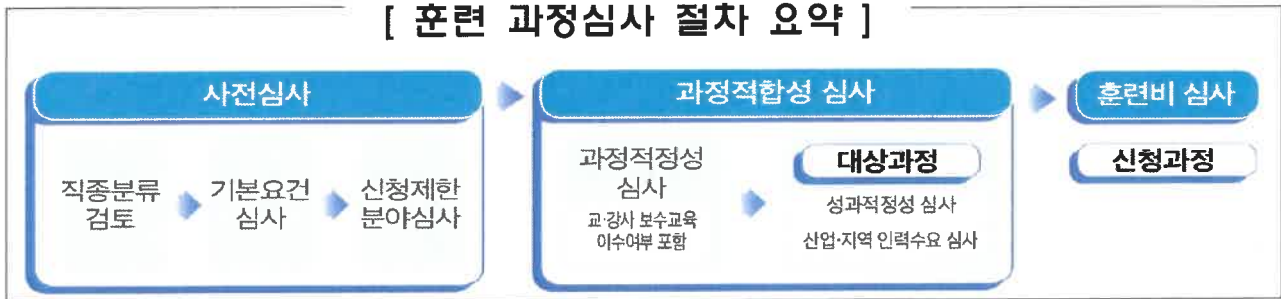 [ 훈련 과정심사 절차 요약 ]
사전심사
직종분류
검토
기본요건
심사
신청제한
분야심사
과정적합성 심사
과정적정성
심사
교·강사 보수교육
이수여부 포함
대상과정
성과적정성 심사
산업·지역 인력수요 심사
훈련비 심사
신청과정